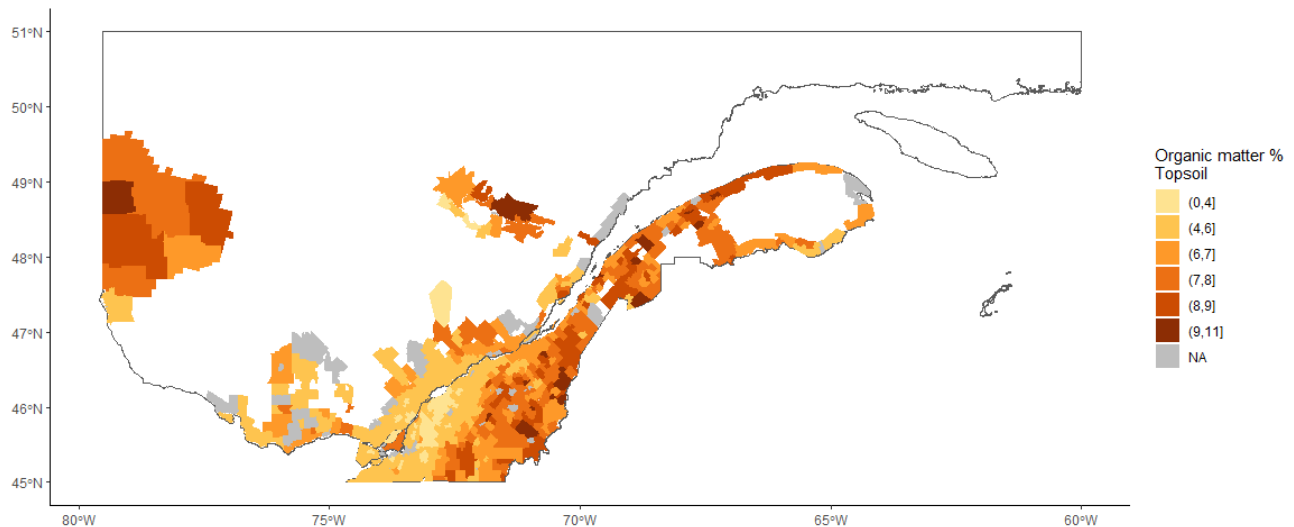 51°N
50°N
49°N
48°N
47°N
46°N
45°N
80°W
75°W
70°W
65°W
60°W
Organic matter %
Topsoil
(0,4]
(4,6]
(6,7]
(7,8]
(8,9]
(9,11]
NA